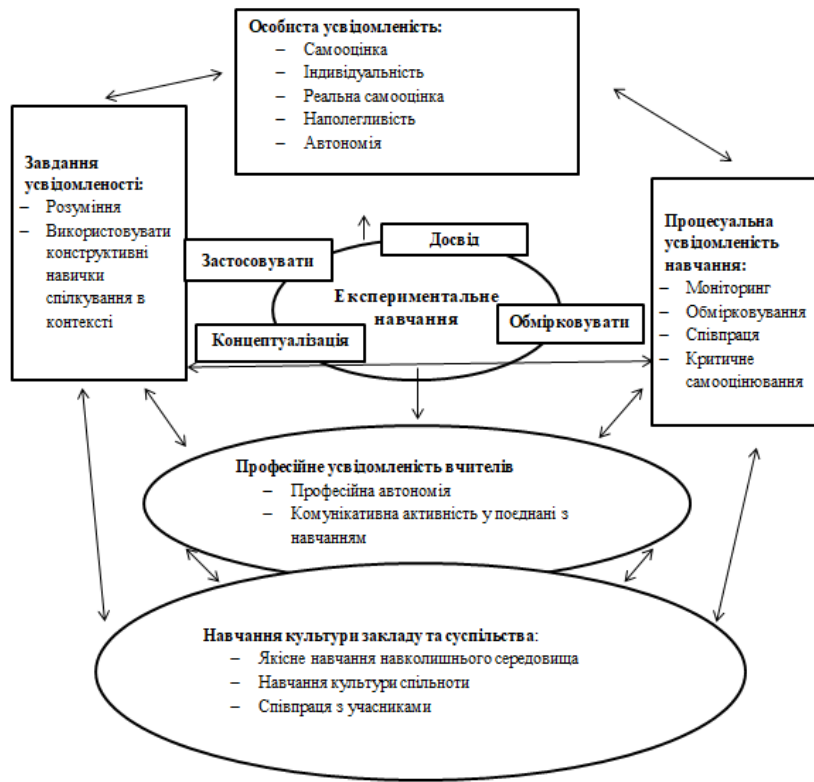 Особиста усвідомленість:
– Самооцінка
– Індивідуальність
– Реальна самооцінка
– Наполегливість
– Автономія
Завдання
усвідомленості:
– Розуміння
– Використовувати
конструктивні
навички
спілкування в
контексті
Процесуальна
усвідомленість
навчання:
– Моніторинг
– Обмірковування
– Співпраця
– Критичне
самооцінювання
Досвід
Застосовувати
Експериментальне
навчання
Обмірковувати
Концептуалізація
Професійне усвідомленість вчителів
– Професійна автономія
– Комунікативна активність у поєднані з
навчанням
Навчання культури закладу та суспільства:
– Якісне навчання навколишнього середовища
– Навчання культури спільноти
– Співпраця з учасниками